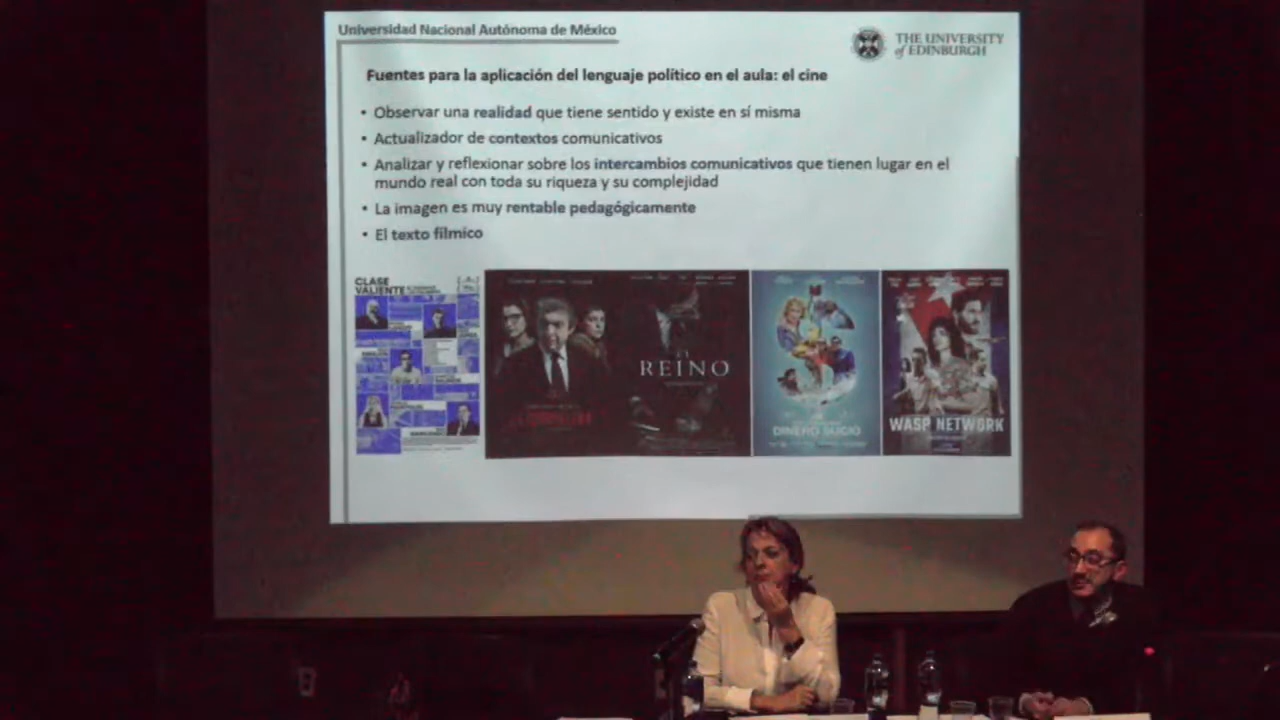 Universidad Nacional Autónoma de México
THE UNIVERSITY
of EDINBURGH
Fuentes para la aplicación del lenguaje político en el aula: el cine
• Observar una realidad que tiene sentido y existe en sí misma
• Actualizador de contextos comunicativos
• Analizar y reflexionar sobre los intercambios comunicativos que tienen lugar en el
mundo real con toda su riqueza y su complejidad
• La imagen es muy rentable pedagógicamente
• El texto fílmico
CLASE
VALIENTE
EL
REINO
DINERO SUCIO
WASP NETWORK